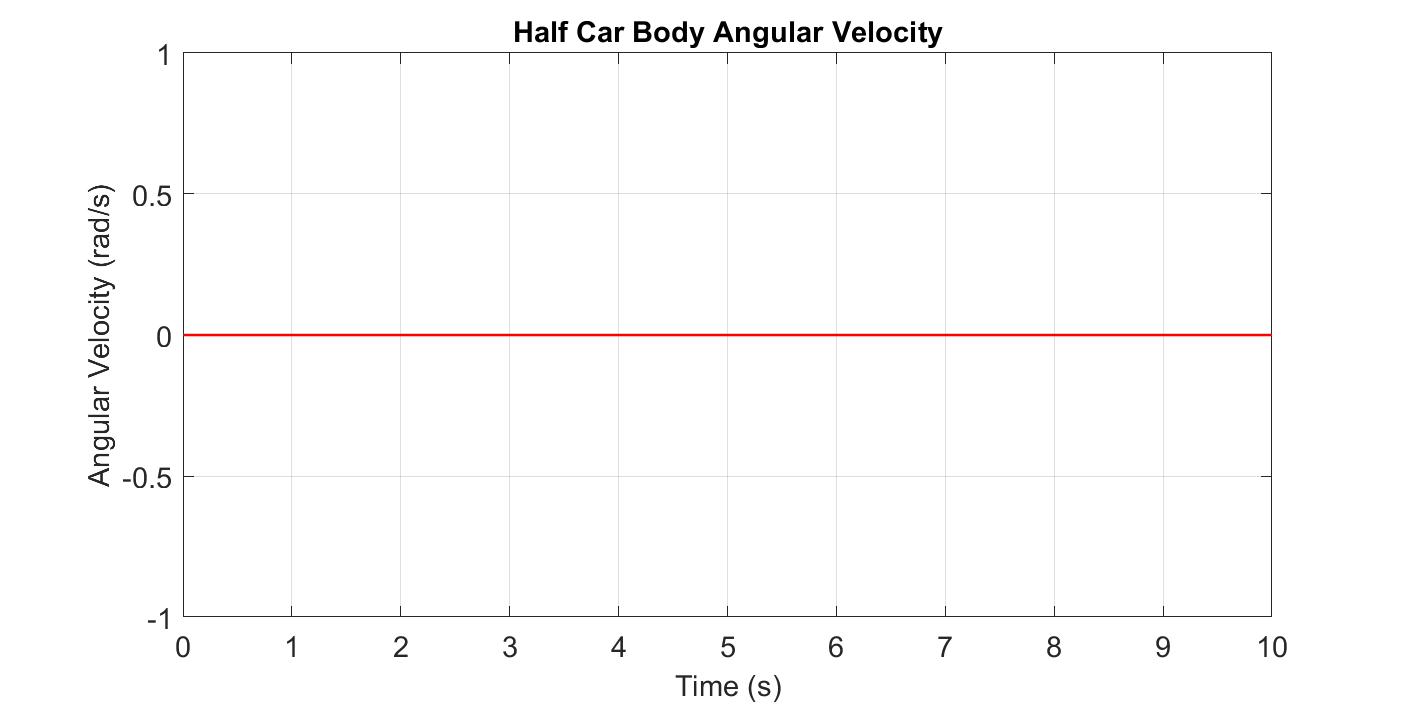 Half Car Body Angular Velocity
1
0.5
0
-0.5
-1
Angular Velocity (rad/s)
0 1 2 3 4 5 6 7 8 9 10
Time (s)